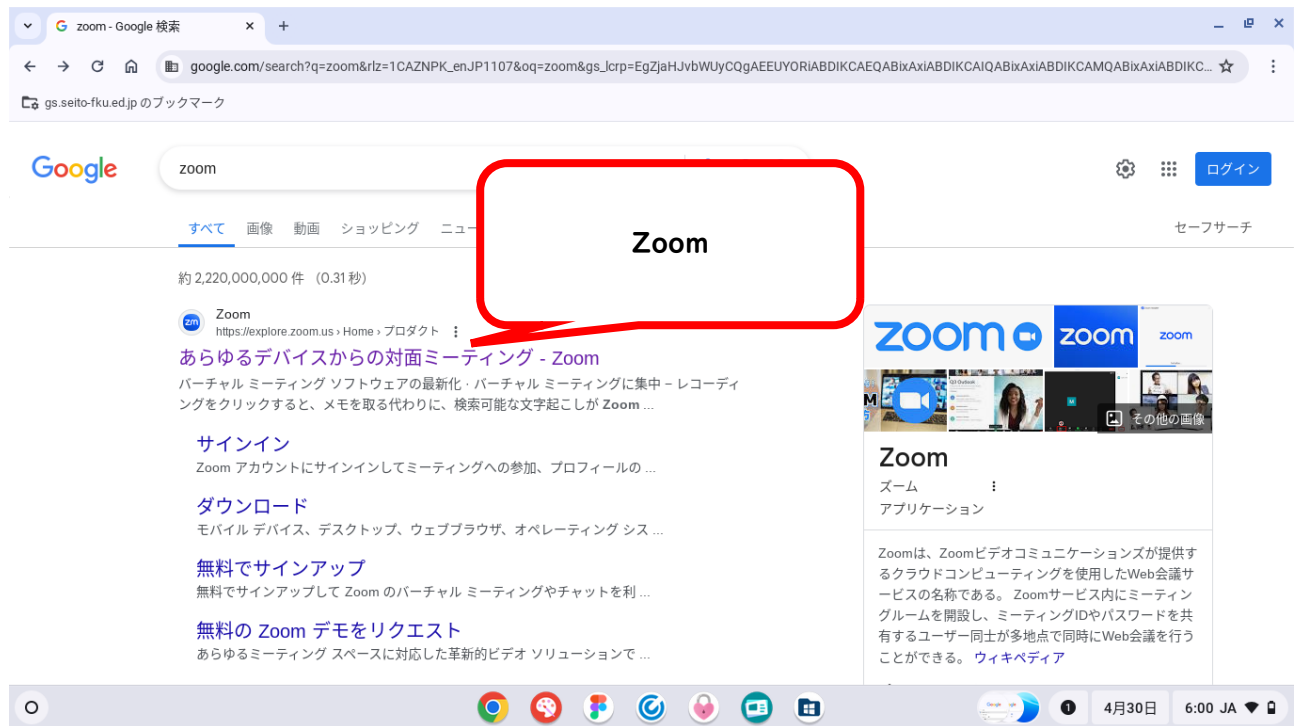 zoom - Google 検索
google.com/search?q=zoom&rlz=1CAZNPK_enJP1107&oq=zoom&gs_lcrp=EgZjaHJvbWUyCQgAEEUYORiABDIKCAEQABixAxiABDIKCAIQABixAxiABDIKCAMQABixAxiABDIKC...
gs.seito-fku.ed.jp のブックマーク
Google
zoom
ログイン
すべて 画像 動画 ショッピング ニュー
セーフサーチ
Zoom
約 2,220,000,000 件 （0.31 秒）
zm
Zoom
https://explore.zoom.us › Home › プロダクト
あらゆるデバイスからの対面ミーティング - Zoom
バーチャル ミーティング ソフトウェアの最新化 · バーチャル ミーティングに集中 – レコーディ
ングをクリックすると、メモを取る代わりに、検索可能な文字起こしが Zoom ...
サインイン
Zoom アカウントにサインインしてミーティングへの参加、プロフィールの ...
ダウンロード
モバイル デバイス、デスクトップ、ウェブブラウザ、オペレーティング シス ...
無料でサインアップ
無料でサインアップして Zoom のバーチャル ミーティングやチャットを利 ...
無料の Zoom デモをリクエスト
あらゆるミーティング スペースに対応した革新的ビデオ ソリューションで ...
zoom
zoom
zoom
その他の画像
Zoom
ズーム
アプリケーション
Zoomは、Zoomビデオコミュニケーションズが提供す
るクラウドコンピューティングを使用したWeb会議サ
ービスの名称である。 Zoomサービス内にミーティン
グルームを開設し、ミーティングIDやパスワードを共
有するユーザー同士が多地点で同時にWeb会議を行う
ことができる。 ウィキペディア
1
4月30日
6:00 JA